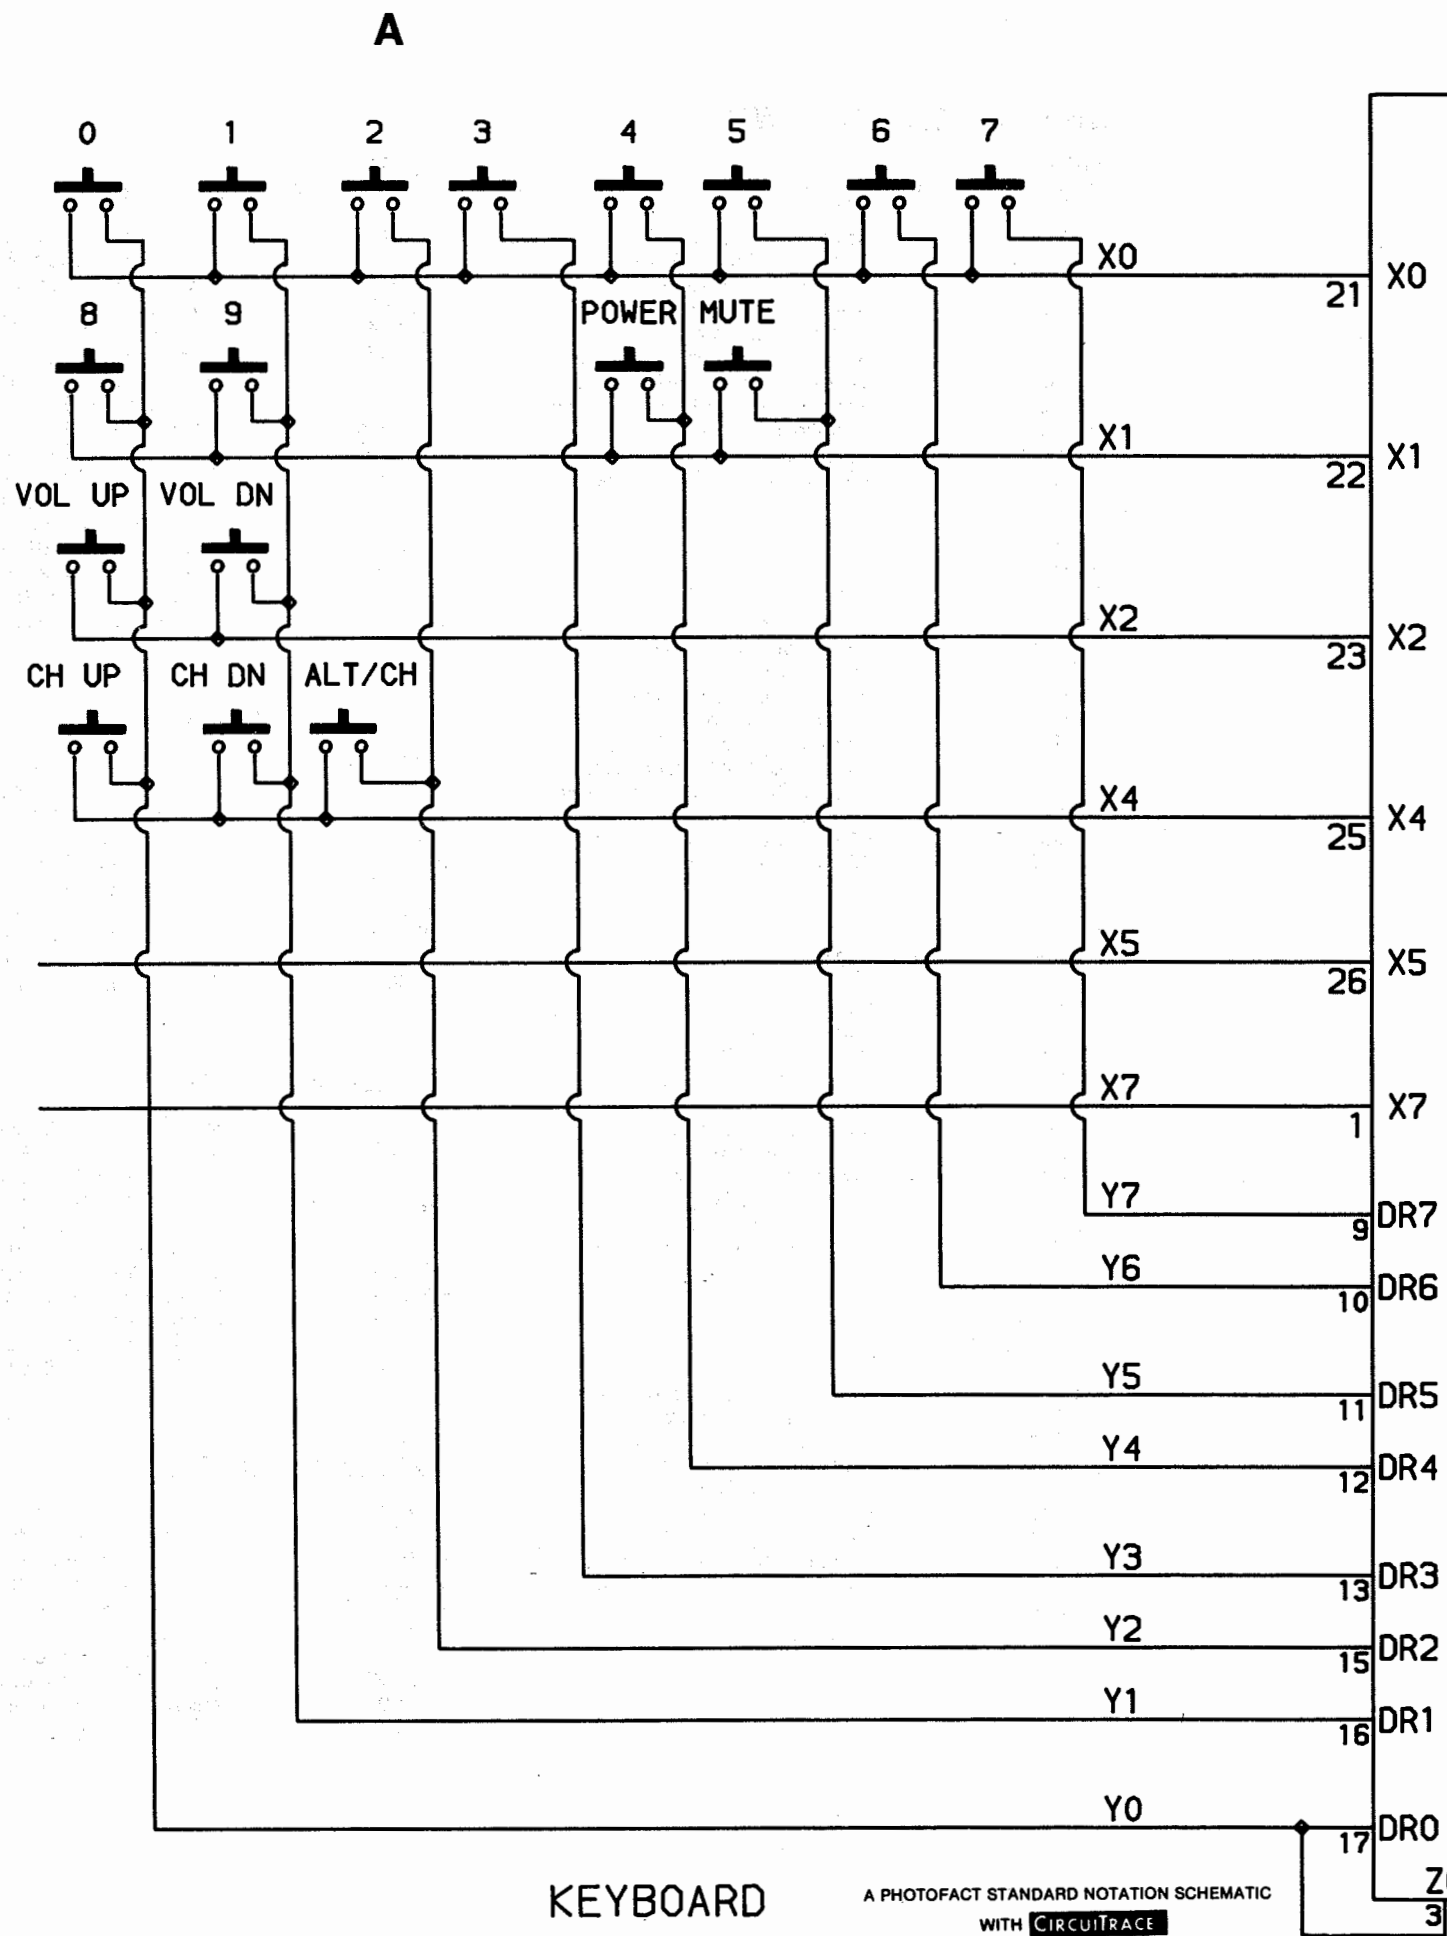 A
0 1 2 3 4 5 6 7
X0
21 X0
8 9 POWER MUTE
X1
22 X1
VOL UP VOL DN
X2
23 X2
CH UP CH DN ALT/CH
X4
25 X4
X5
26 X5
X7
1 X7
Y7
9 DR7
Y6
10 DR6
Y5
11 DR5
Y4
12 DR4
Y3
13 DR3
Y2
15 DR2
Y1
16 DR1
Y0
17 DR0
3
KEYBOARD
A PHOTOFACT STANDARD NOTATION SCHEMATIC
WITH CIRCUITRACE